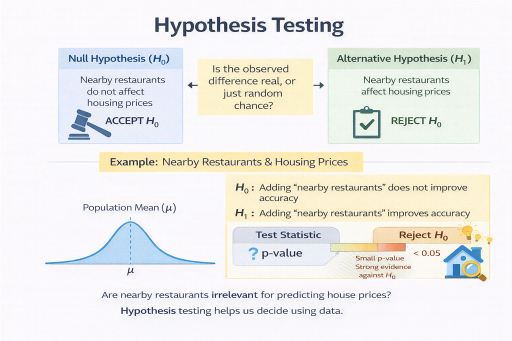 Hypothesis Testing
Null Hypothesis (H₀)
Nearby restaurants
do not affect
housing prices
ACCEPT H₀
Is the observed
difference real, or
just random
chance?
Alternative Hypothesis (H₁)
Nearby restaurants
affect housing prices
REJECT H₀
Example: Nearby Restaurants & Housing Prices
Population Mean (μ)
μ
H₀ : Adding “nearby restaurants” does not improve
accuracy
H₁ : Adding “nearby restaurants” improves accuracy
Test Statistic
? p-value
Reject H₀
< 0.05
Small p-value
Strong evidence
against H₀
Are nearby restaurants irrelevant for predicting house prices?
Hypothesis testing helps us decide using data.